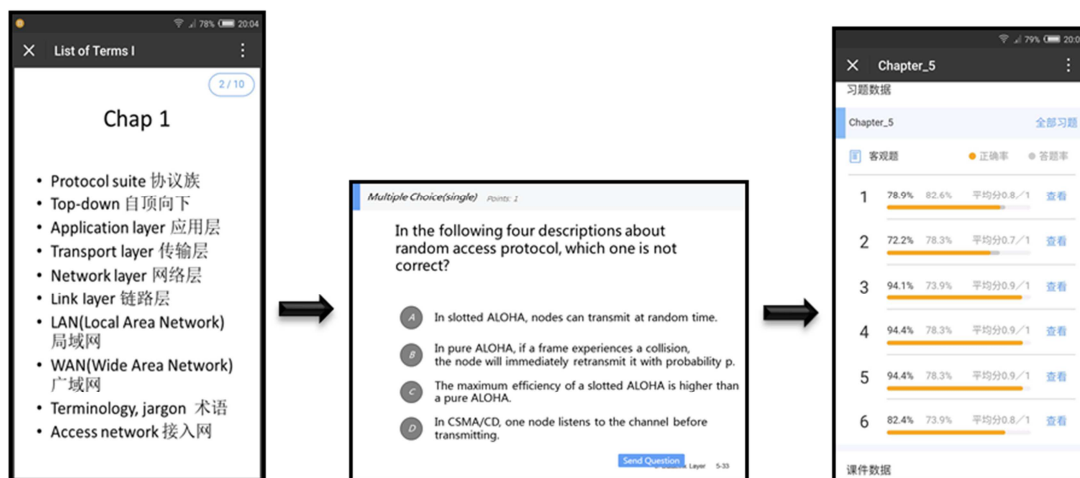 78% 20:04
List of Terms I
2 / 10
Chap 1
• Protocol suite 协议族
• Top-down 自顶向下
• Application layer 应用层
• Transport layer 传输层
• Network layer 网络层
• Link layer 链路层
• LAN(Local Area Network)
局域网
• WAN(Wide Area Network)
广域网
• Terminology, jargon 术语
• Access network 接入网
Multiple Choice(single) Points: 1
In the following four descriptions about
random access protocol, which one is not
correct?
A In slotted ALOHA, nodes can transmit at random time.
B In pure ALOHA, if a frame experiences a collision,
the node will immediately retransmit it with probability p.
C The maximum efficiency of a slotted ALOHA is higher than
a pure ALOHA.
D In CSMA/CD, one node listens to the channel before
transmitting.
Send Question
Layer 5-33
79% 20:0
Chapter_5
习题数据
Chapter_5 全部习题
客观题 正确率 答题率
1 78.9% 82.6% 平均分0.8/1 查看
2 72.2% 78.3% 平均分0.7/1 查看
3 94.1% 73.9% 平均分0.9/1 查看
4 94.4% 78.3% 平均分0.9/1 查看
5 94.4% 78.3% 平均分0.9/1 查看
6 82.4% 73.9% 平均分0.8/1 查看
课件数据